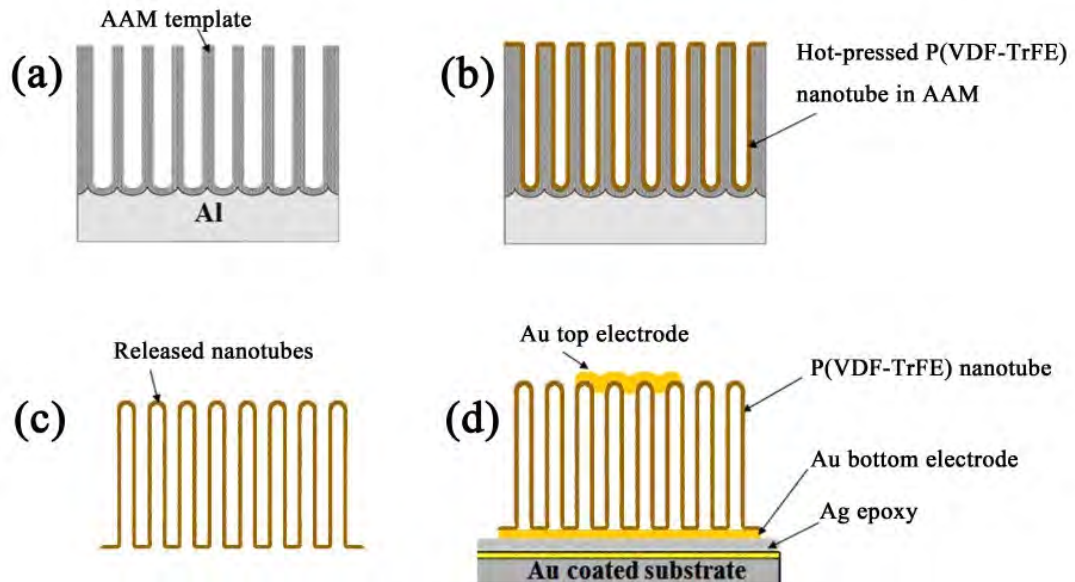 AAM template
(a)
Al
(b)
Hot-pressed P(VDF-TrFE)
nanotube in AAM
Released nanotubes
(c)
Au top electrode
(d)
P(VDF-TrFE) nanotube
Au bottom electrode
Ag epoxy
Au coated substrate